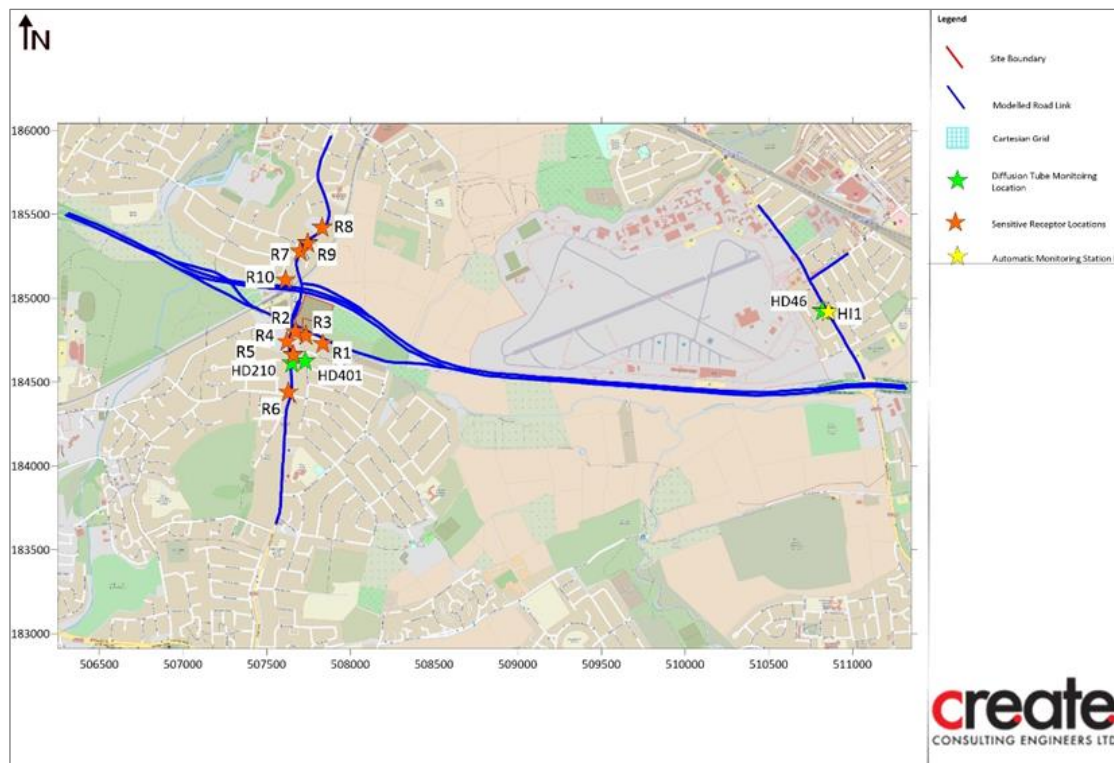 N
Legend
Site Boundary
Modelled Road Link
Cartesian Grid
Diffusion Tube Monitoirng
Location
Sensitive Receptor Locations
Automatic Monitoring Station
186000
185500
185000
184500
184000
183500
183000
R8
R7
R9
R10
R2
R3
R4
R1
R5
HD210
HD401
R6
HD46
HI1
506500 507000 507500 508000 508500 509000 509500 510000 510500 511000
create
CONSULTING ENGINEERS LTD